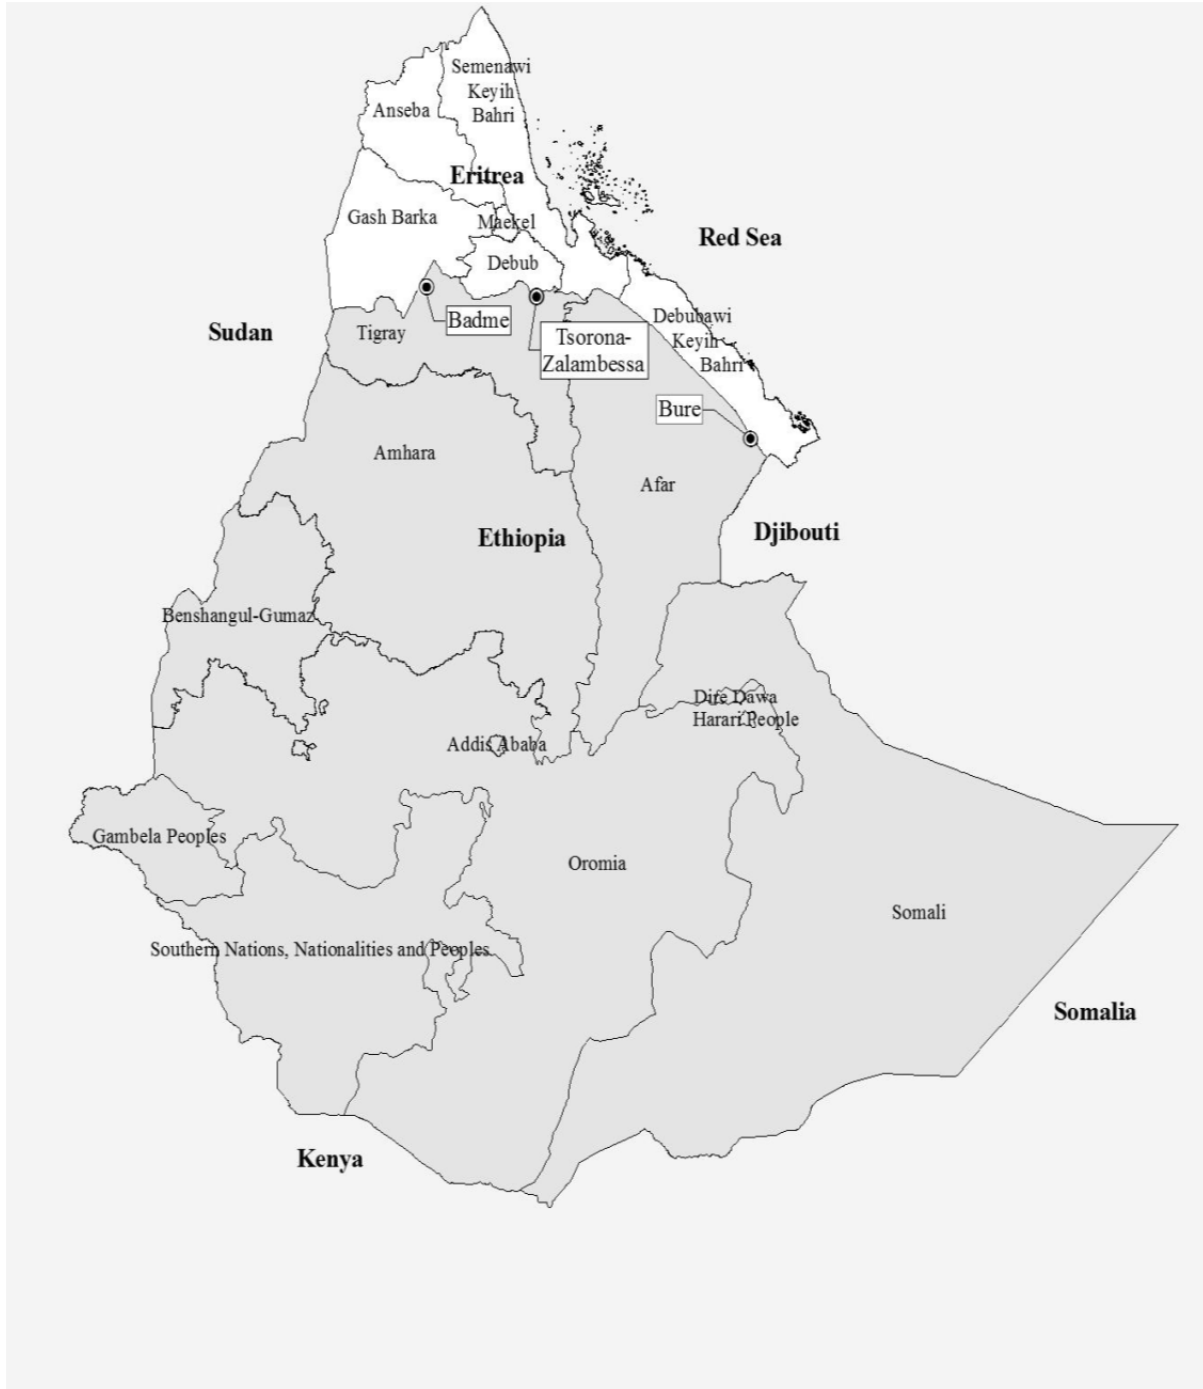 Semenawi
Keyih
Bahri
Anseba
Eritrea
Gash Barka
Maekel
Red Sea
Debub
Badme
Debubawi
Keyih
Bahri
Sudan
Tigray
Tsorona-
Zalambessa
Bure
Amhara
Afar
Ethiopia
Djibouti
Benshangul-Gumaz
Dire Dawa
Harari People
Addis Ababa
Gambela Peoples
Oromia
Somali
Southern Nations, Nationalities and Peoples
Somalia
Kenya